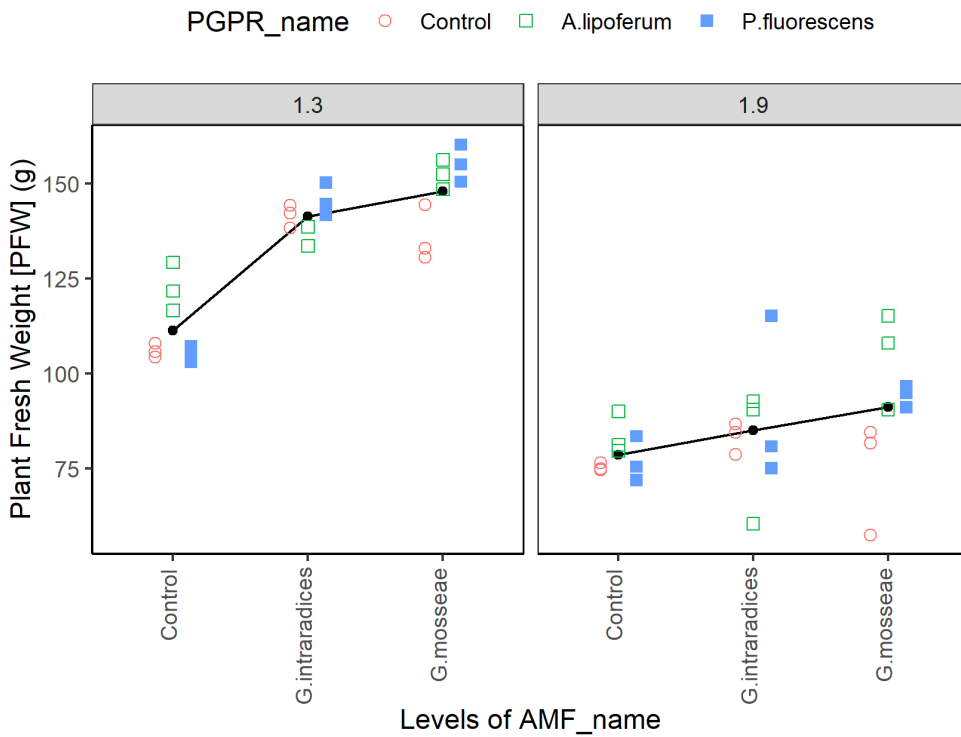 PGPR_name Control A.lipoferum P.fluorescens
1.3 1.9
Plant Fresh Weight [PFW] (g)
150
125
100
75
Control G.intraradices G.mosseae Control G.intraradices G.mosseae
Levels of AMF_name